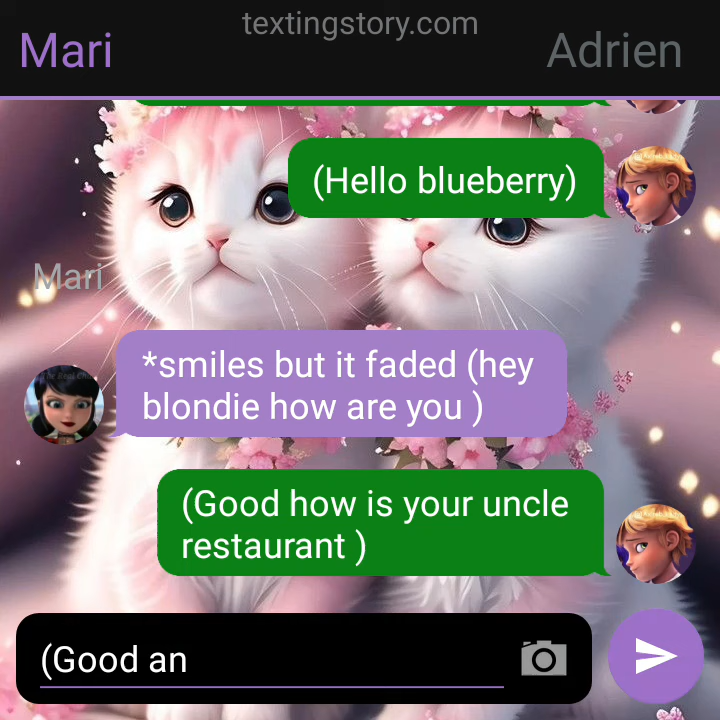 textingstory.com
Mari
Adrien
(Hello blueberry)
Mari
*smiles but it faded (hey
blondie how are you )
(Good how is your uncle
restaurant )
(Good an